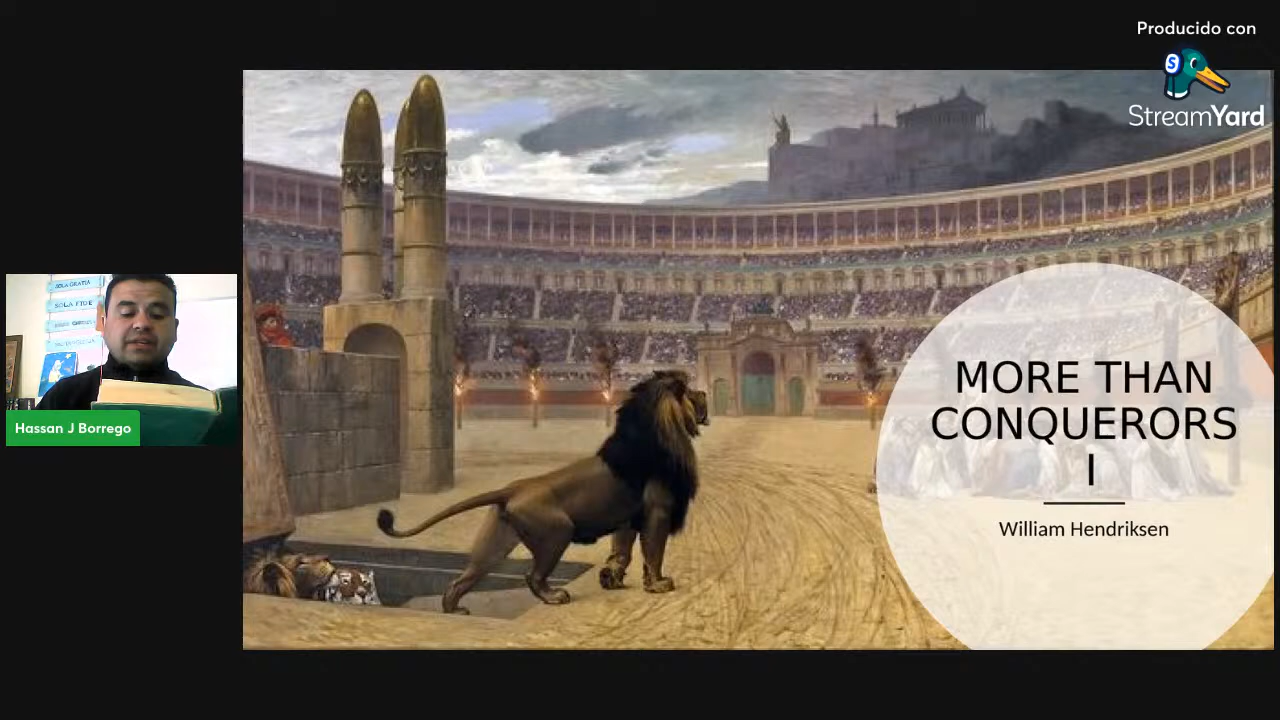 Producido con
StreamYard
SOLA GRATIA
SOLA FIDE
Hassan J Borrego
MORE THAN
CONQUERORS
I
William Hendriksen